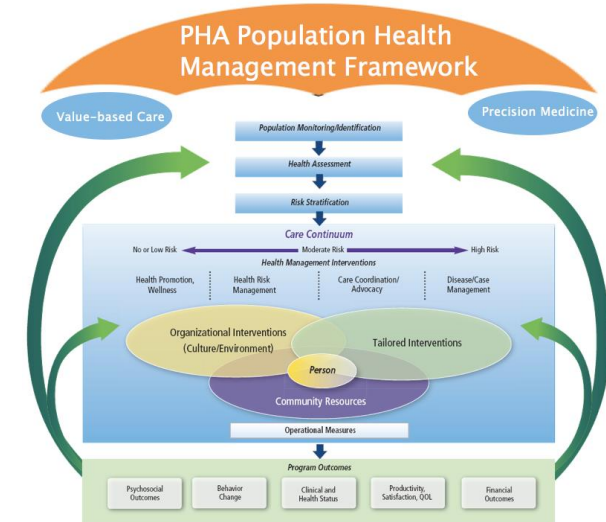 PHA Population Health
Management Framework
Value-based Care
Precision Medicine
Population Monitoring/Identification
Health Assessment
Risk Stratification
Care Continuum
No or Low Risk
Moderate Risk
High Risk
Health Management Interventions
Health Promotion,
Wellness
Health Risk
Management
Care Coordination/
Advocacy
Disease/Case
Management
Organizational Interventions
(Culture/Environment)
Tailored Interventions
Person
Community Resources
Operational Measures
Program Outcomes
Psychosocial
Outcomes
Behavior
Change
Clinical and
Health Status
Productivity,
Satisfaction, QOL
Financial
Outcomes